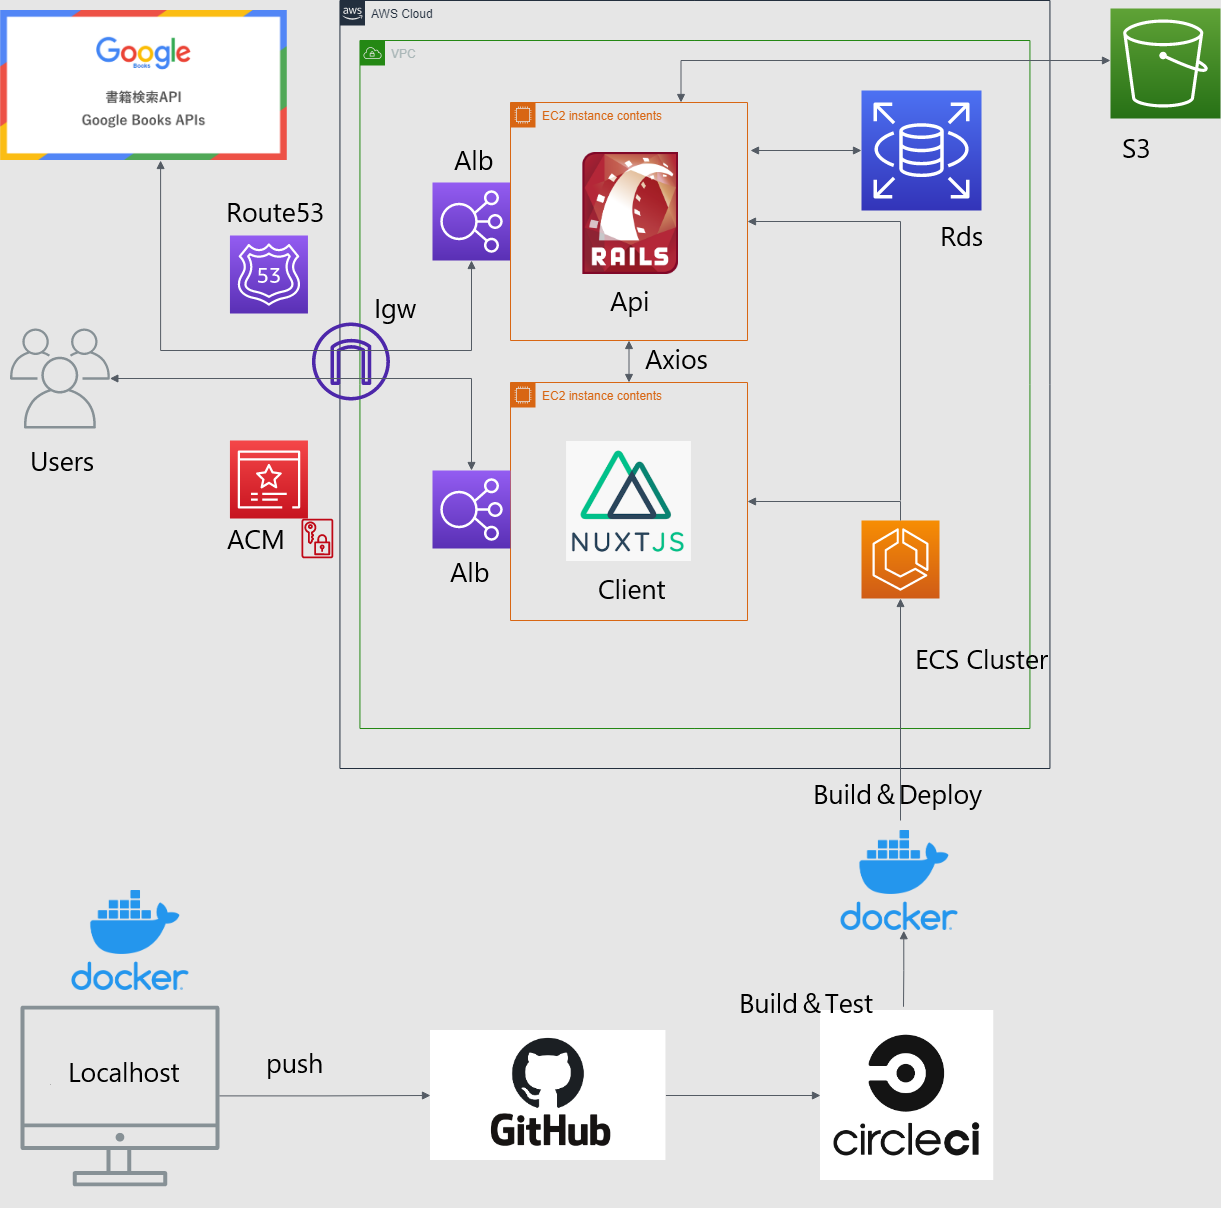 aws
AWS Cloud
Google
Books
書籍検索API
Google Books APIs
VPC
S3
EC2 instance contents
Alb
RAILS
Rds
Route53
53
Api
Igw
Axios
EC2 instance contents
Users
NUXTJS
ACM
Alb
Client
ECS Cluster
Build&Deploy
docker
docker
Build&Test
Localhost
push
GitHub
circleci